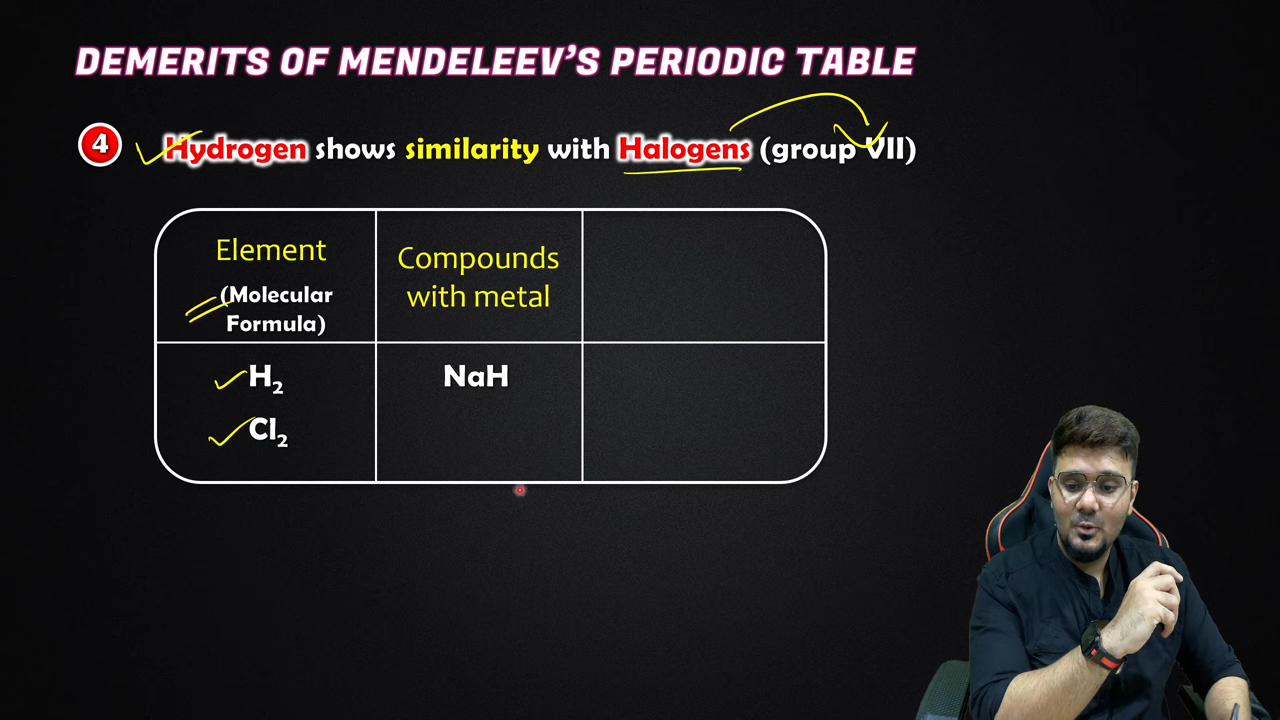 DEMERITS OF MENDELEEV'S PERIODIC TABLE
4 Hydrogen shows similarity with Halogens (group VII)
Element
(Molecular
Formula)
Compounds
with metal
H₂
NaH
Cl₂